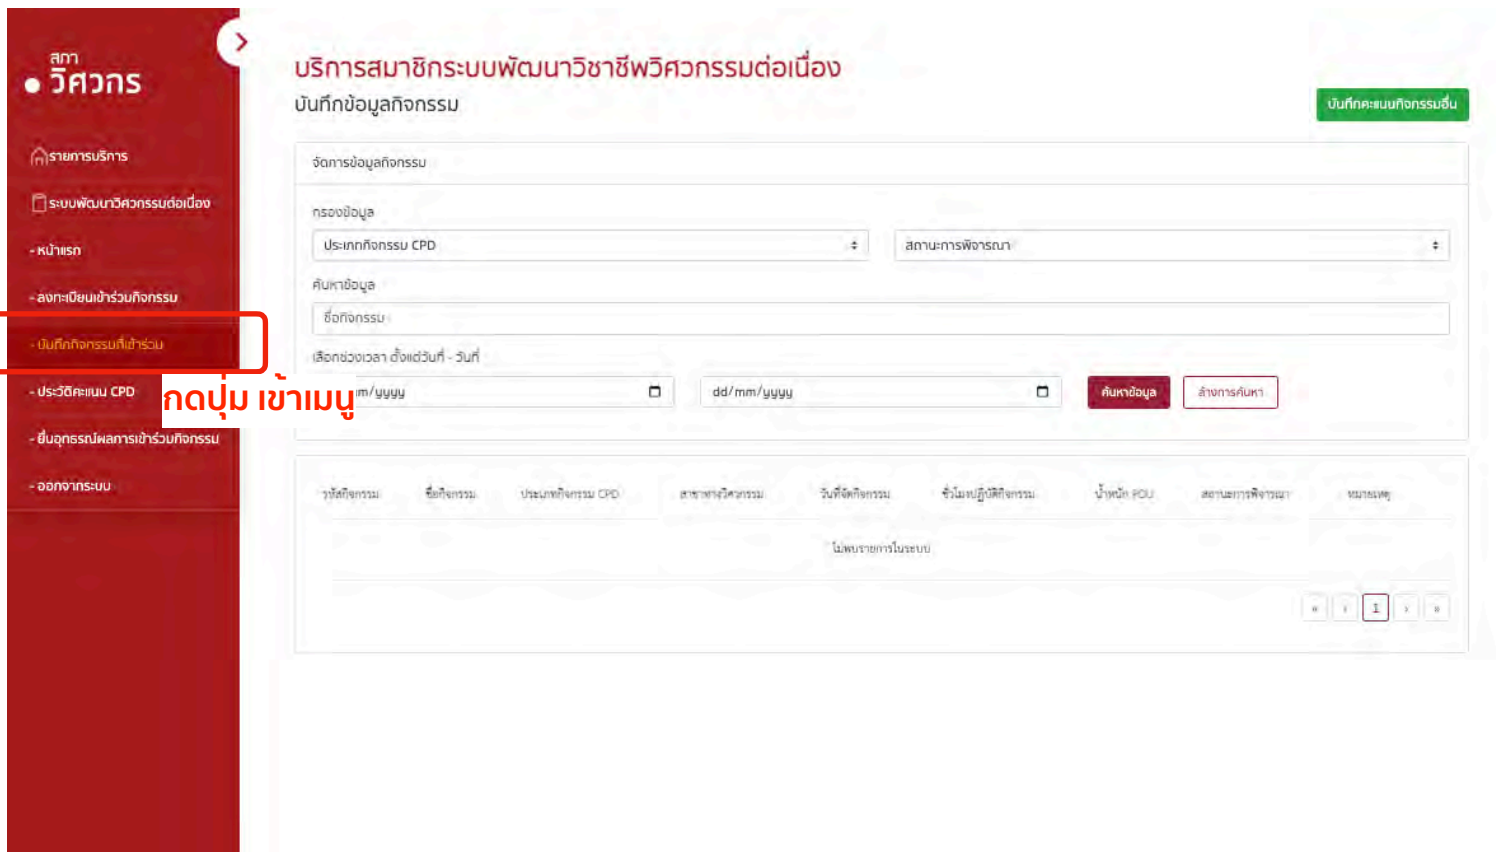 สภา
วิศวกร
รายการบริการ
ระบบพัฒนาวิศวกรรมต่อเนื่อง
- หน้าแรก
- ลงทะเบียนเข้าร่วมกิจกรรม
- บันทึกกิจกรรมที่เข้าร่วม
- ประวัติคะแนน CPD
กดปุ่ม เข้าเมนู
- ยื่นอุทธรณ์ผลการเข้าร่วมกิจกรรม
- ออกจากระบบ
บริการสมาชิกระบบพัฒนาวิชาชีพวิศวกรรมต่อเนื่อง
บันทึกข้อมูลกิจกรรม
บันทึกคะแนนกิจกรรมอื่น
จัดการข้อมูลกิจกรรม
กรองข้อมูล
ประเภทกิจกรรม CPD สถานะการพิจารณา
ค้นหาข้อมูล
ชื่อกิจกรรม
เลือกช่วงเวลา ตั้งแต่วันที่ - วันที่
m/yyyy dd/mm/yyyy ค้นหาข้อมูล ล้างการค้นหา
รหัสกิจกรรม ชื่อกิจกรรม ประเภทกิจกรรม CPD สาขาทางวิศวกรรม วันที่จัดกิจกรรม ชั่วโมงปฏิบัติกิจกรรม น้ำหนัก PDU สถานะการพิจารณา หมายเหตุ
ไม่พบรายการในระบบ
« ‹ 1 › »